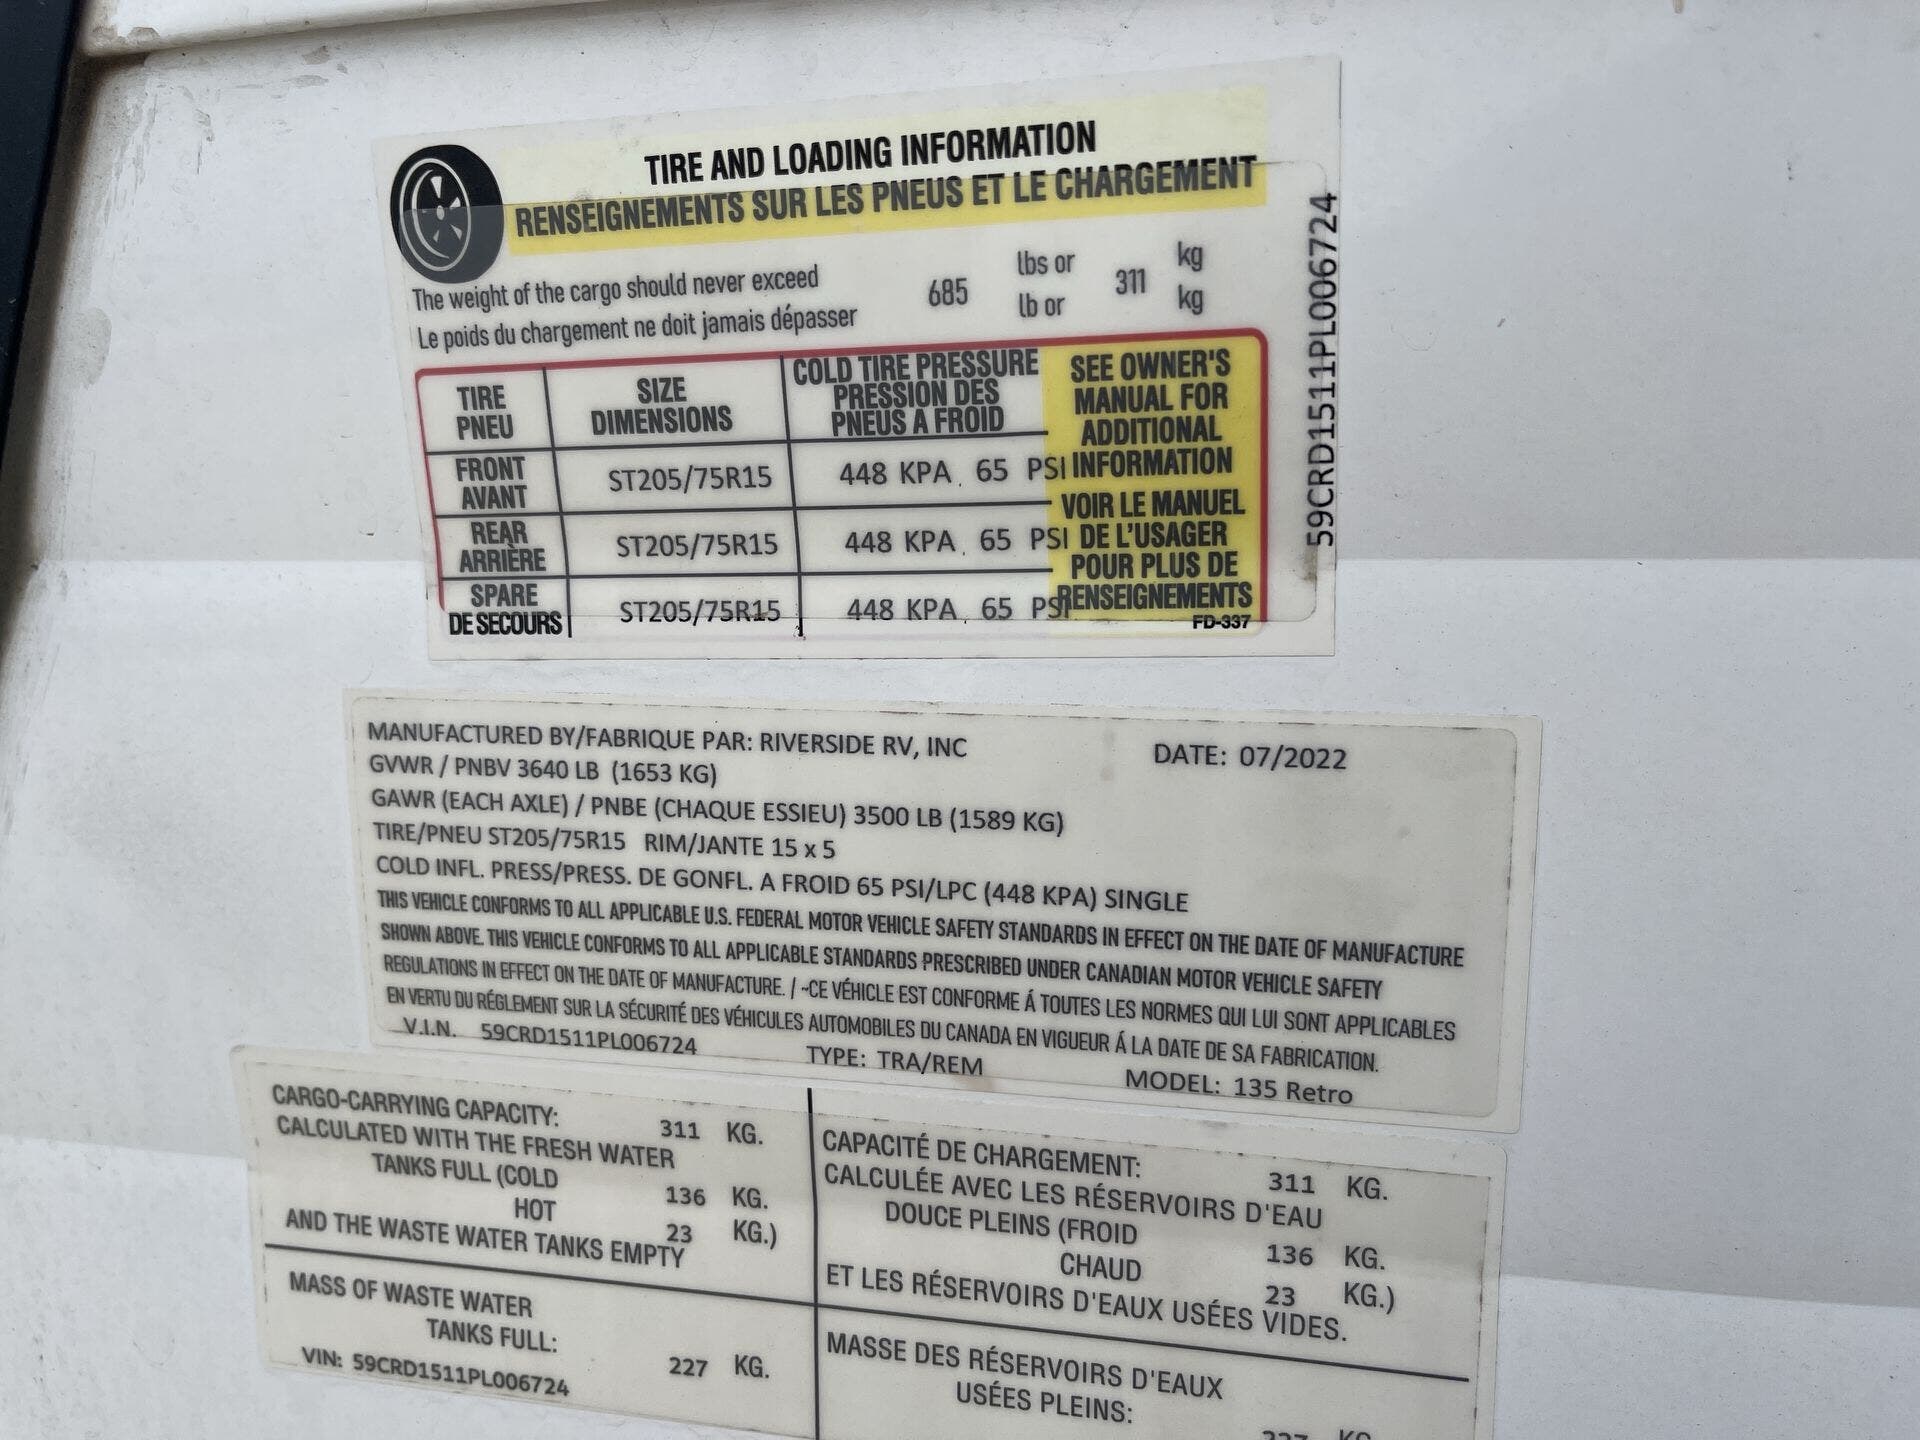 TIRE AND LOADING INFORMATION
RENSEIGNEMENTS SUR LES PNEUS ET LE CHARGEMENT
The weight of the cargo should never exceed 685 lbs or 311 kg
Le poids du chargement ne doit jamais dépasser lb or kg
TIRE SIZE COLD TIRE PRESSURE
PNEU DIMENSIONS PRESSION DES
PNEUS A FROID
FRONT
AVANT ST205/75R15 448 KPA, 65 PSI
REAR
ARRIÈRE ST205/75R15 448 KPA, 65 PSI
SPARE
DE SECOURS ST205/75R15 448 KPA, 65 PSI
SEE OWNER'S
MANUAL FOR
ADDITIONAL
INFORMATION
VOIR LE MANUEL
DE L'USAGER
POUR PLUS DE
RENSEIGNEMENTS
FD-337
59CRD1511PL006724
MANUFACTURED BY/FABRIQUE PAR: RIVERSIDE RV, INC DATE: 07/2022
GVWR / PNBV 3640 LB (1653 KG)
GAWR (EACH AXLE) / PNBE (CHAQUE ESSIEU) 3500 LB (1589 KG)
TIRE/PNEU ST205/75R15 RIM/JANTE 15 x 5
COLD INFL. PRESS/PRESS. DE GONFL. A FROID 65 PSI/LPC (448 KPA) SINGLE
THIS VEHICLE CONFORMS TO ALL APPLICABLE U.S. FEDERAL MOTOR VEHICLE SAFETY STANDARDS IN EFFECT ON THE DATE OF MANUFACTURE
SHOWN ABOVE. THIS VEHICLE CONFORMS TO ALL APPLICABLE STANDARDS PRESCRIBED UNDER CANADIAN MOTOR VEHICLE SAFETY
REGULATIONS IN EFFECT ON THE DATE OF MANUFACTURE. / ~CE VÉHICLE EST CONFORME Á TOUTES LES NORMES QUI LUI SONT APPLICABLES
EN VERTU DU RÉGLEMENT SUR LA SÉCURITÉ DES VÉHICULES AUTOMOBILES DU CANADA EN VIGUEUR Á LA DATE DE SA FABRICATION.
V.I.N. 59CRD1511PL006724 TYPE: TRA/REM MODEL: 135 Retro
CARGO-CARRYING CAPACITY: 311 KG.
CALCULATED WITH THE FRESH WATER
TANKS FULL (COLD 136 KG.
HOT 23 KG.)
AND THE WASTE WATER TANKS EMPTY
MASS OF WASTE WATER
TANKS FULL: 227 KG.
VIN: 59CRD1511PL006724
CAPACITÉ DE CHARGEMENT: 311 KG.
CALCULÉE AVEC LES RÉSERVOIRS D'EAU
DOUCE PLEINS (FROID 136 KG.
CHAUD 23 KG.)
ET LES RÉSERVOIRS D'EAUX USÉES VIDES.
MASSE DES RÉSERVOIRS D'EAUX
USÉES PLEINS: 227 KG